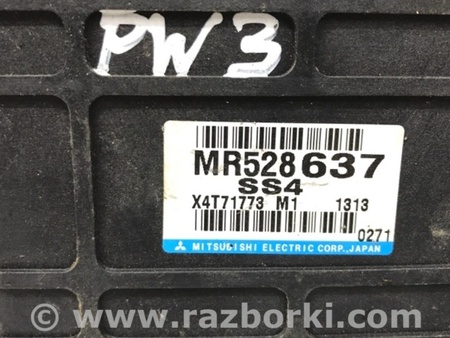 PW3
MR528637
SS4
X4T71773 M1 1313
0271
MITSUBISHI ELECTRIC CORP., JAPAN
© www.razborki.com